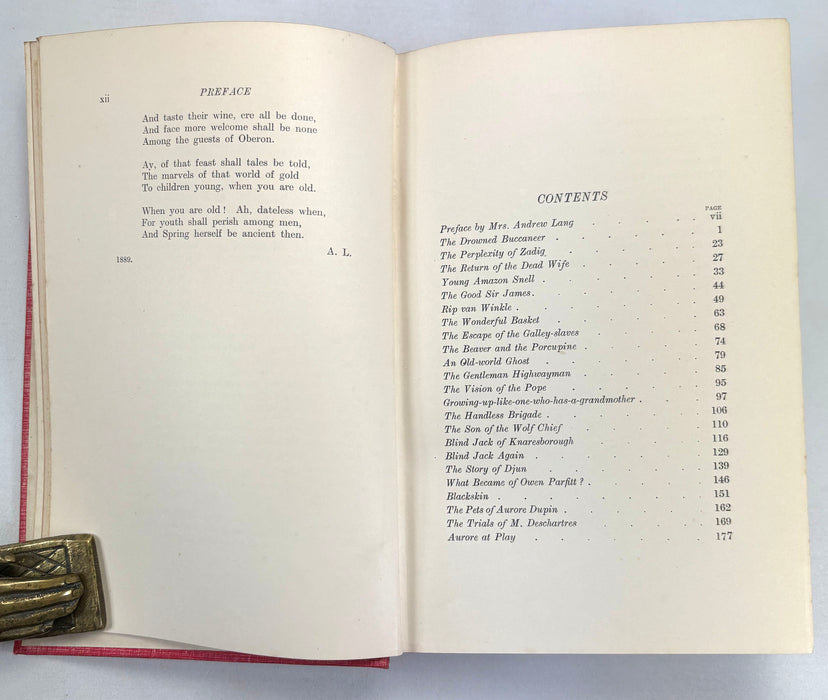 xii PREFACE
And taste their wine, ere all be done,
And face more welcome shall be none
Among the guests of Oberon.
Ay, of that feast shall tales be told,
The marvels of that world of gold
To children young, when you are old.
When you are old! Ah, dateless when,
For youth shall perish among men,
And Spring herself be ancient then.
A. L.
1889.
CONTENTS
PAGE
Preface by Mrs. Andrew Lang vii
The Drowned Buccaneer 1
The Perplexity of Zadig 23
The Return of the Dead Wife 27
Young Amazon Snell 33
The Good Sir James 44
Rip van Winkle 49
The Wonderful Basket 63
The Escape of the Galley-slaves 68
The Beaver and the Porcupine 74
An Old-world Ghost 79
The Gentleman Highwayman 85
The Vision of the Pope 95
Growing-up-like-one-who-has-a-grandmother 97
The Handless Brigade 106
The Son of the Wolf Chief 110
Blind Jack of Knaresborough 116
Blind Jack Again 129
The Story of Djun 139
What Became of Owen Parfitt? 146
Blackskin 151
The Pets of Aurore Dupin 162
The Trials of M. Deschartres 169
Aurore at Play 177